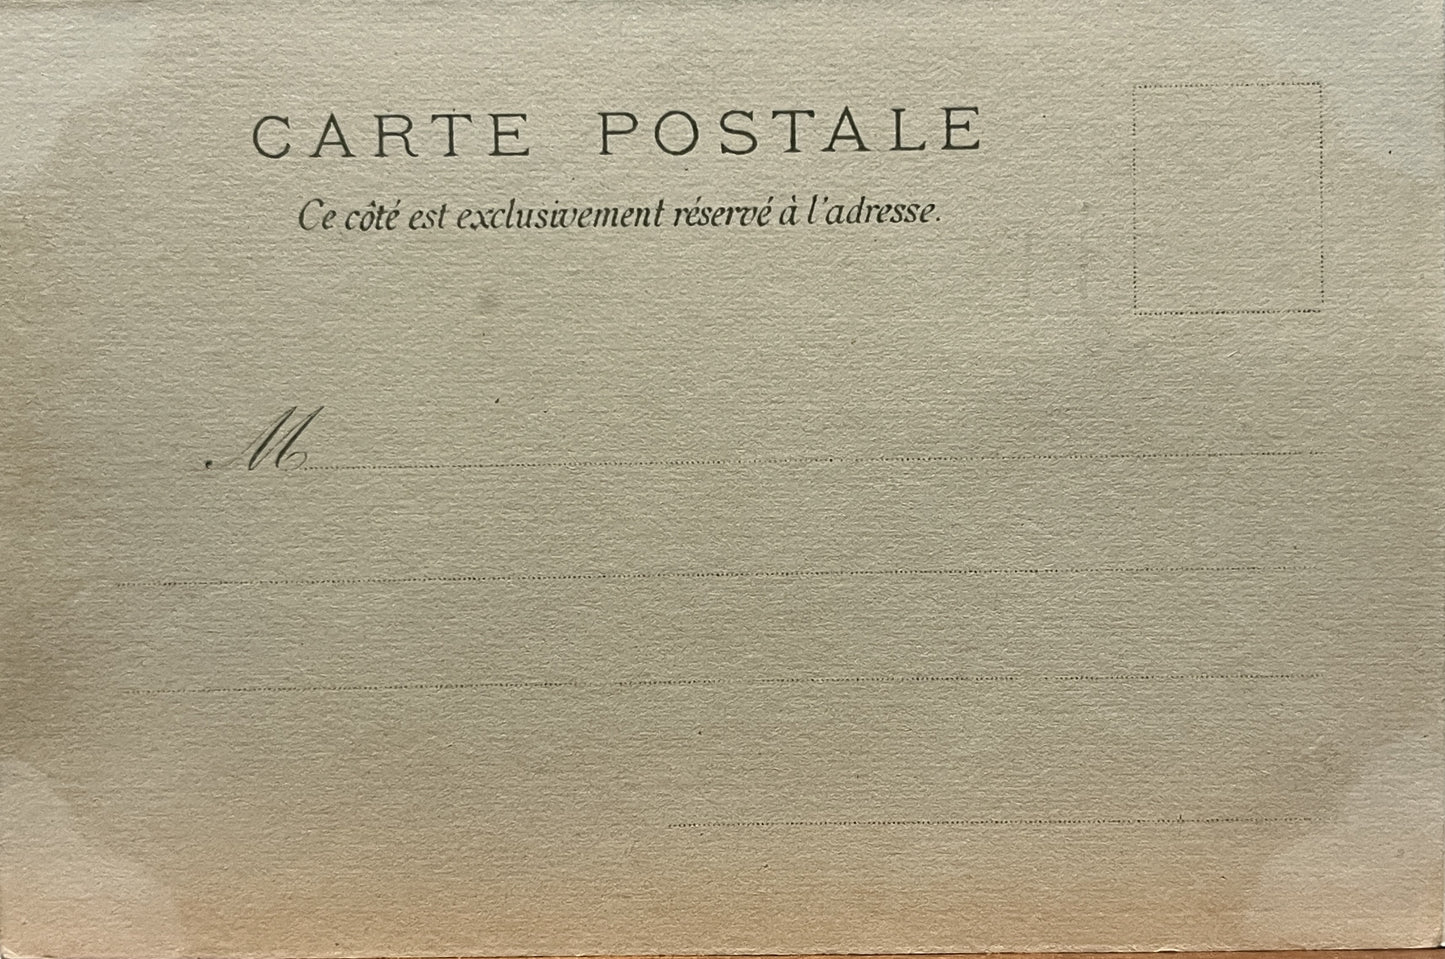 CARTE POSTALE
Ce côté est exclusivement réservé à l'adresse.
M